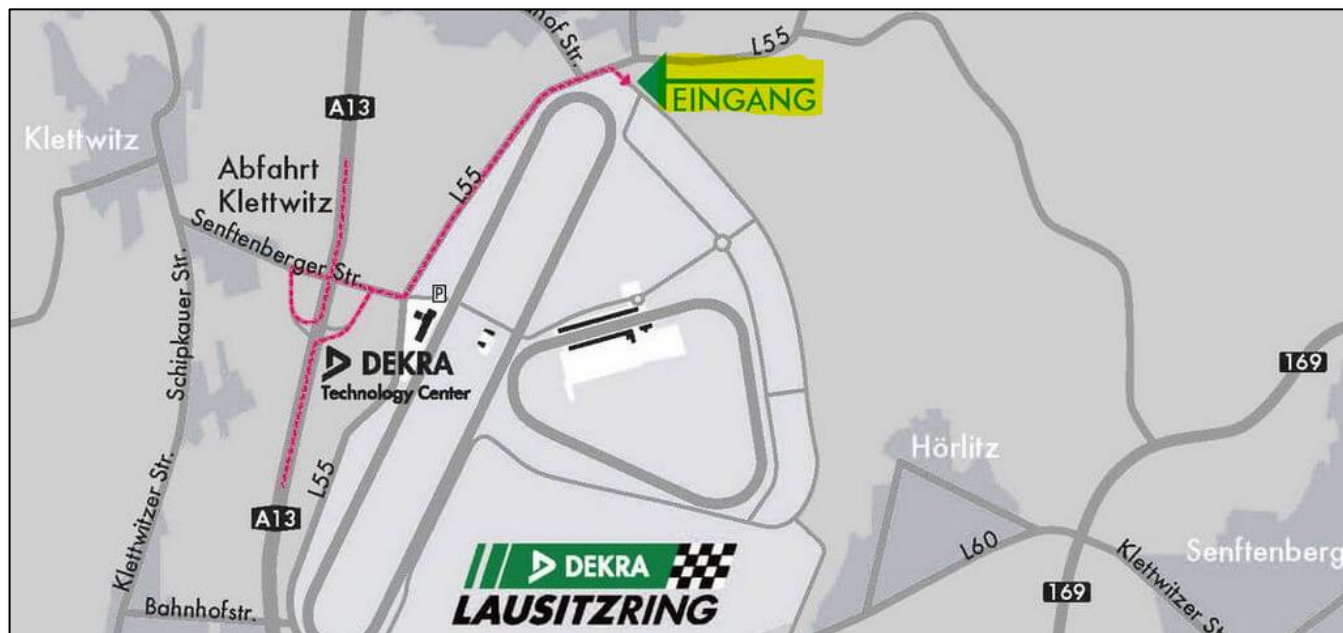 hof Str.
L55
EINGANG
A13
Klettwitz
Abfahrt
Klettwitz
L55
Senftenberger Str.
Schipkauer Str.
P
DEKRA
Technology Center
169
Hörlitz
L55
Klettwitzer Str.
A13
L60
Klettwitzer Str.
Senftenberg
169
DEKRA
LAUSITZRING
Bahnhofstr.